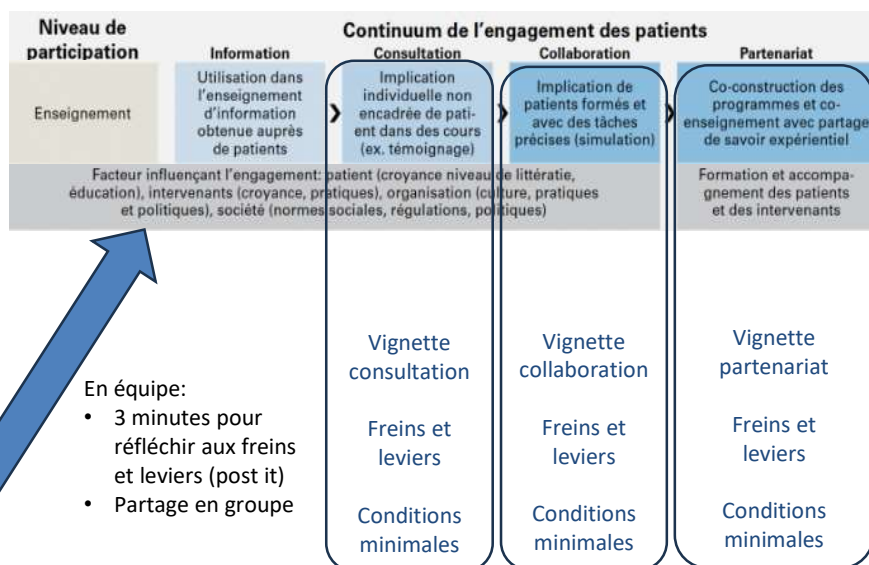 Niveau de
participation
Continuum de l'engagement des patients
Information
Consultation
Collaboration
Partenariat
Enseignement
Utilisation dans
l'enseignement
d'information
obtenue auprès
de patients
Implication
individuelle non
encadrée de pati-
ent dans des cours
(ex. témoignage)
Implication de
patients formés et
avec des tâches
précises (simulation)
Co-construction des
programmes et co-
enseignement avec partage
de savoir expérientiel
Facteur influençant l'engagement: patient (croyance niveau de littératie,
éducation), intervenants (croyance, pratiques), organisation (culture, pratiques
et politiques), société (normes sociales, régulations, politiques)
Formation et accompa-
gnement des patients
et des intervenants
En équipe:
• 3 minutes pour
réfléchir aux freins
et leviers (post it)
• Partage en groupe
Vignette
consultation
Freins et
leviers
Conditions
minimales
Vignette
collaboration
Freins et
leviers
Conditions
minimales
Vignette
partenariat
Freins et
leviers
Conditions
minimales